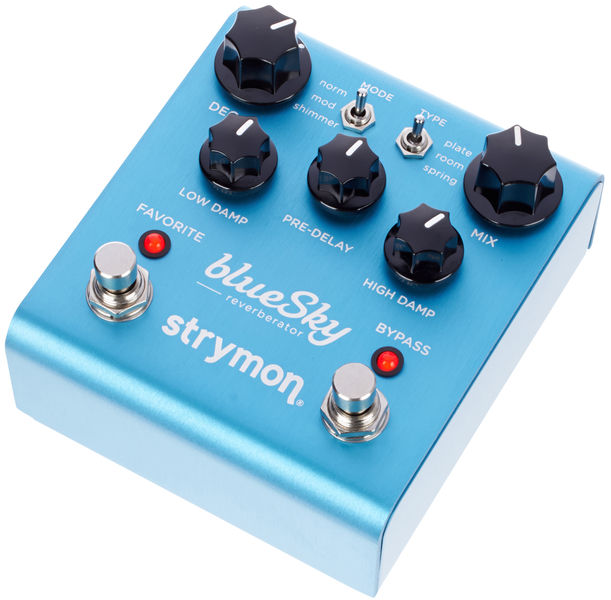 MODE
norm
mod
shimmer
TYPE
plate
room
spring
LOW DAMP
PRE-DELAY
MIX
HIGH DAMP
FAVORITE
blueSky
reverberator
strymon®
BYPASS